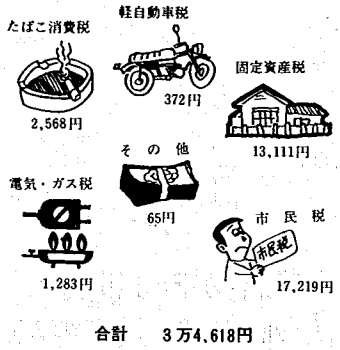 たばこ消費税
2,568円
軽自動車税
372円
固定資産税
13,111円
その他
65円
電気・ガス税
1,283円
市民税
市民税
17,219円
合計 3万4,618円